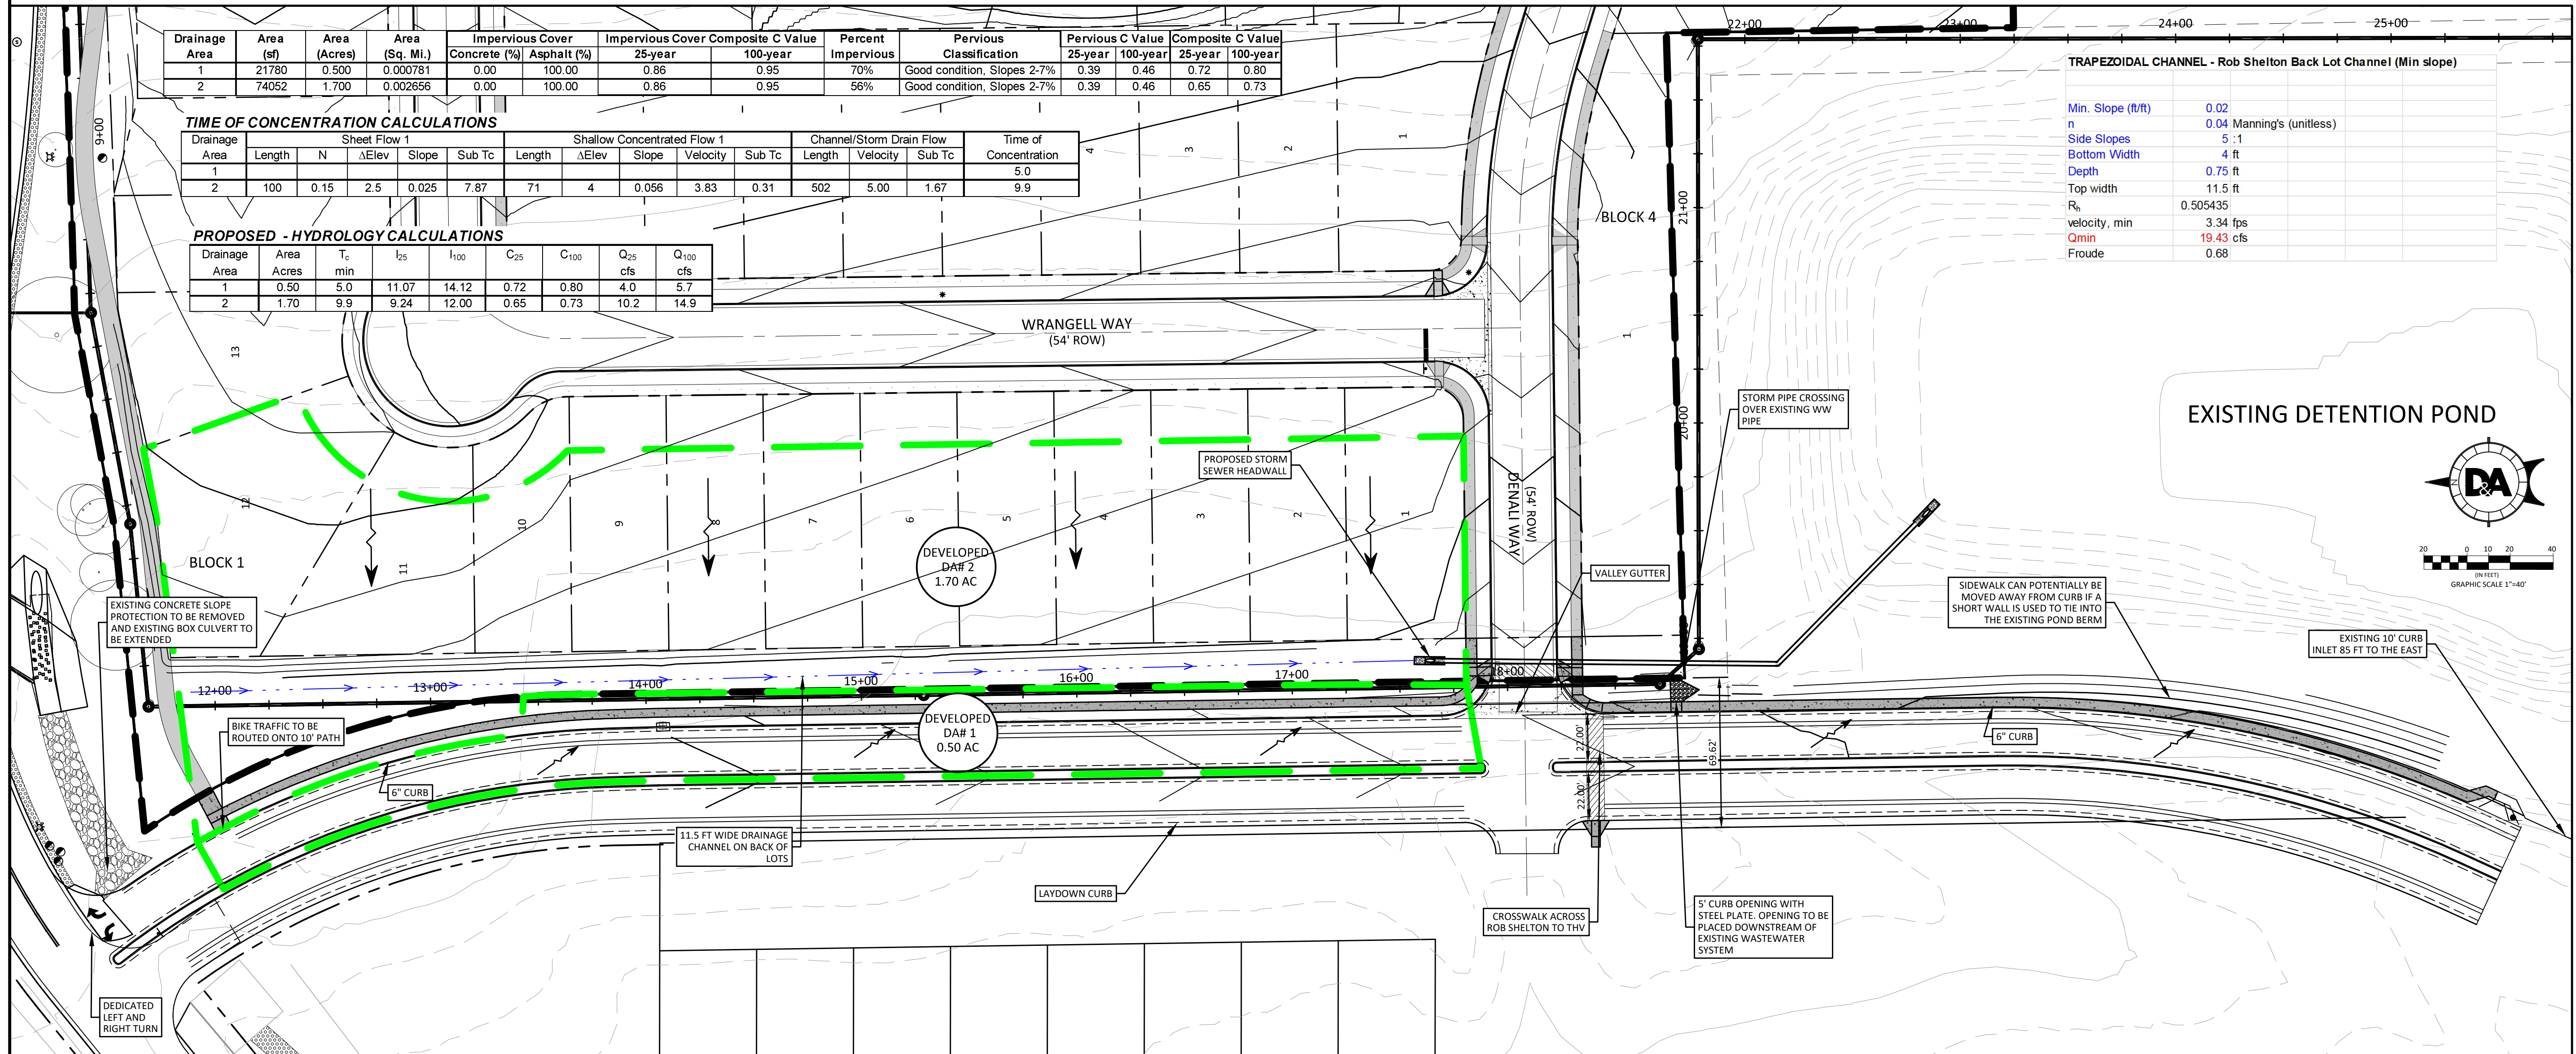 Drainage Area | Area (sf) | Area (Acres) | Area (Sq. Mi.) | Impervious Cover | Impervious Cover Composite C Value | Percent Impervious | Pervious Classification | Pervious C Value | Composite C Value
Concrete (%) | Asphalt (%) | 25-year | 100-year | 25-year | 100-year | 25-year | 100-year
1 | 21780 | 0.500 | 0.000781 | 0.00 | 100.00 | 0.86 | 0.95 | 70% | Good condition, Slopes 2-7% | 0.39 | 0.46 | 0.72 | 0.80
2 | 74052 | 1.700 | 0.002656 | 0.00 | 100.00 | 0.86 | 0.95 | 56% | Good condition, Slopes 2-7% | 0.39 | 0.46 | 0.65 | 0.73
TIME OF CONCENTRATION CALCULATIONS
Drainage Area | Sheet Flow 1 | Shallow Concentrated Flow 1 | Channel/Storm Drain Flow | Time of Concentration
Length | N | ΔElev | Slope | Sub Tc | Length | ΔElev | Slope | Velocity | Sub Tc | Length | Velocity | Sub Tc
1 | 5.0
2 | 100 | 0.15 | 2.5 | 0.025 | 7.87 | 71 | 4 | 0.056 | 3.83 | 0.31 | 502 | 5.00 | 1.67 | 9.9
PROPOSED - HYDROLOGY CALCULATIONS
Drainage | Area | Tc | I25 | I100 | C25 | C100 | Q25 | Q100
Area | Acres | min | cfs | cfs
1 | 0.50 | 5.0 | 11.07 | 14.12 | 0.72 | 0.80 | 4.0 | 5.7
2 | 1.70 | 9.9 | 9.24 | 12.00 | 0.65 | 0.73 | 10.2 | 14.9
TRAPEZOIDAL CHANNEL - Rob Shelton Back Lot Channel (Min slope)
Min. Slope (ft/ft) 0.02
n 0.04 Manning's (unitless)
Side Slopes 5 :1
Bottom Width 4 ft
Depth 0.75 ft
Top width 11.5 ft
Rh 0.505435
velocity, min 3.34 fps
Qmin 19.43 cfs
Froude 0.68
9+00
22+00
23+00
24+00
25+00
21+00
20+00
S
4
3
2
1
BLOCK 4
1
13
WRANGELL WAY
(54' ROW)
DENALI WAY
(54' ROW)
STORM PIPE CROSSING
OVER EXISTING WW
PIPE
EXISTING DETENTION POND
D&A
N
20 0 10 20 40
(IN FEET)
GRAPHIC SCALE 1"=40'
PROPOSED STORM
SEWER HEADWALL
12
11
10
9
8
7
6
5
4
3
2
1
BLOCK 1
DEVELOPED
DA# 2
1.70 AC
VALLEY GUTTER
EXISTING CONCRETE SLOPE
PROTECTION TO BE REMOVED
AND EXISTING BOX CULVERT TO
BE EXTENDED
SIDEWALK CAN POTENTIALLY BE
MOVED AWAY FROM CURB IF A
SHORT WALL IS USED TO TIE INTO
THE EXISTING POND BERM
EXISTING 10' CURB
INLET 85 FT TO THE EAST
12+00
13+00
14+00
15+00
16+00
17+00
18+00
BIKE TRAFFIC TO BE
ROUTED ONTO 10' PATH
DEVELOPED
DA# 1
0.50 AC
22.00'
22.00'
69.62'
6" CURB
6" CURB
11.5 FT WIDE DRAINAGE
CHANNEL ON BACK OF
LOTS
LAYDOWN CURB
CROSSWALK ACROSS
ROB SHELTON TO THV
5' CURB OPENING WITH
STEEL PLATE. OPENING TO BE
PLACED DOWNSTREAM OF
EXISTING WASTEWATER
SYSTEM
DEDICATED
LEFT AND
RIGHT TURN